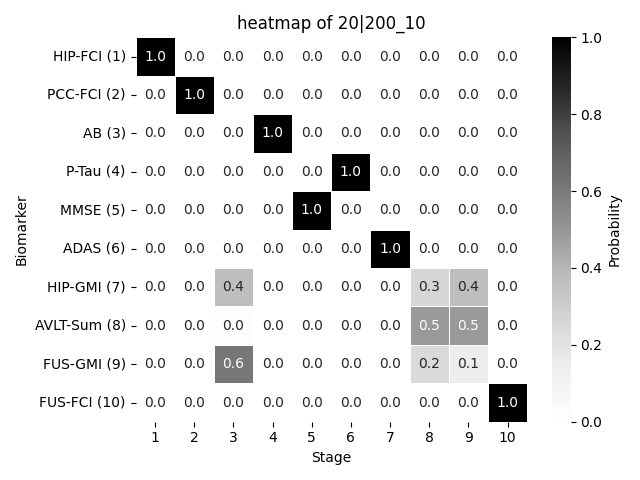 heatmap of 20|200_10
HIP-FCI (1) 1.0 0.0 0.0 0.0 0.0 0.0 0.0 0.0 0.0 0.0
PCC-FCI (2) 0.0 1.0 0.0 0.0 0.0 0.0 0.0 0.0 0.0 0.0
AB (3) 0.0 0.0 0.0 1.0 0.0 0.0 0.0 0.0 0.0 0.0
P-Tau (4) 0.0 0.0 0.0 0.0 0.0 1.0 0.0 0.0 0.0 0.0
MMSE (5) 0.0 0.0 0.0 0.0 1.0 0.0 0.0 0.0 0.0 0.0
ADAS (6) 0.0 0.0 0.0 0.0 0.0 0.0 1.0 0.0 0.0 0.0
HIP-GMI (7) 0.0 0.0 0.4 0.0 0.0 0.0 0.0 0.3 0.4 0.0
AVLT-Sum (8) 0.0 0.0 0.0 0.0 0.0 0.0 0.0 0.5 0.5 0.0
FUS-GMI (9) 0.0 0.0 0.6 0.0 0.0 0.0 0.0 0.2 0.1 0.0
FUS-FCI (10) 0.0 0.0 0.0 0.0 0.0 0.0 0.0 0.0 0.0 1.0
1 2 3 4 5 6 7 8 9 10
Stage
Biomarker
1.0
0.8
0.6
0.4
0.2
0.0
Probability